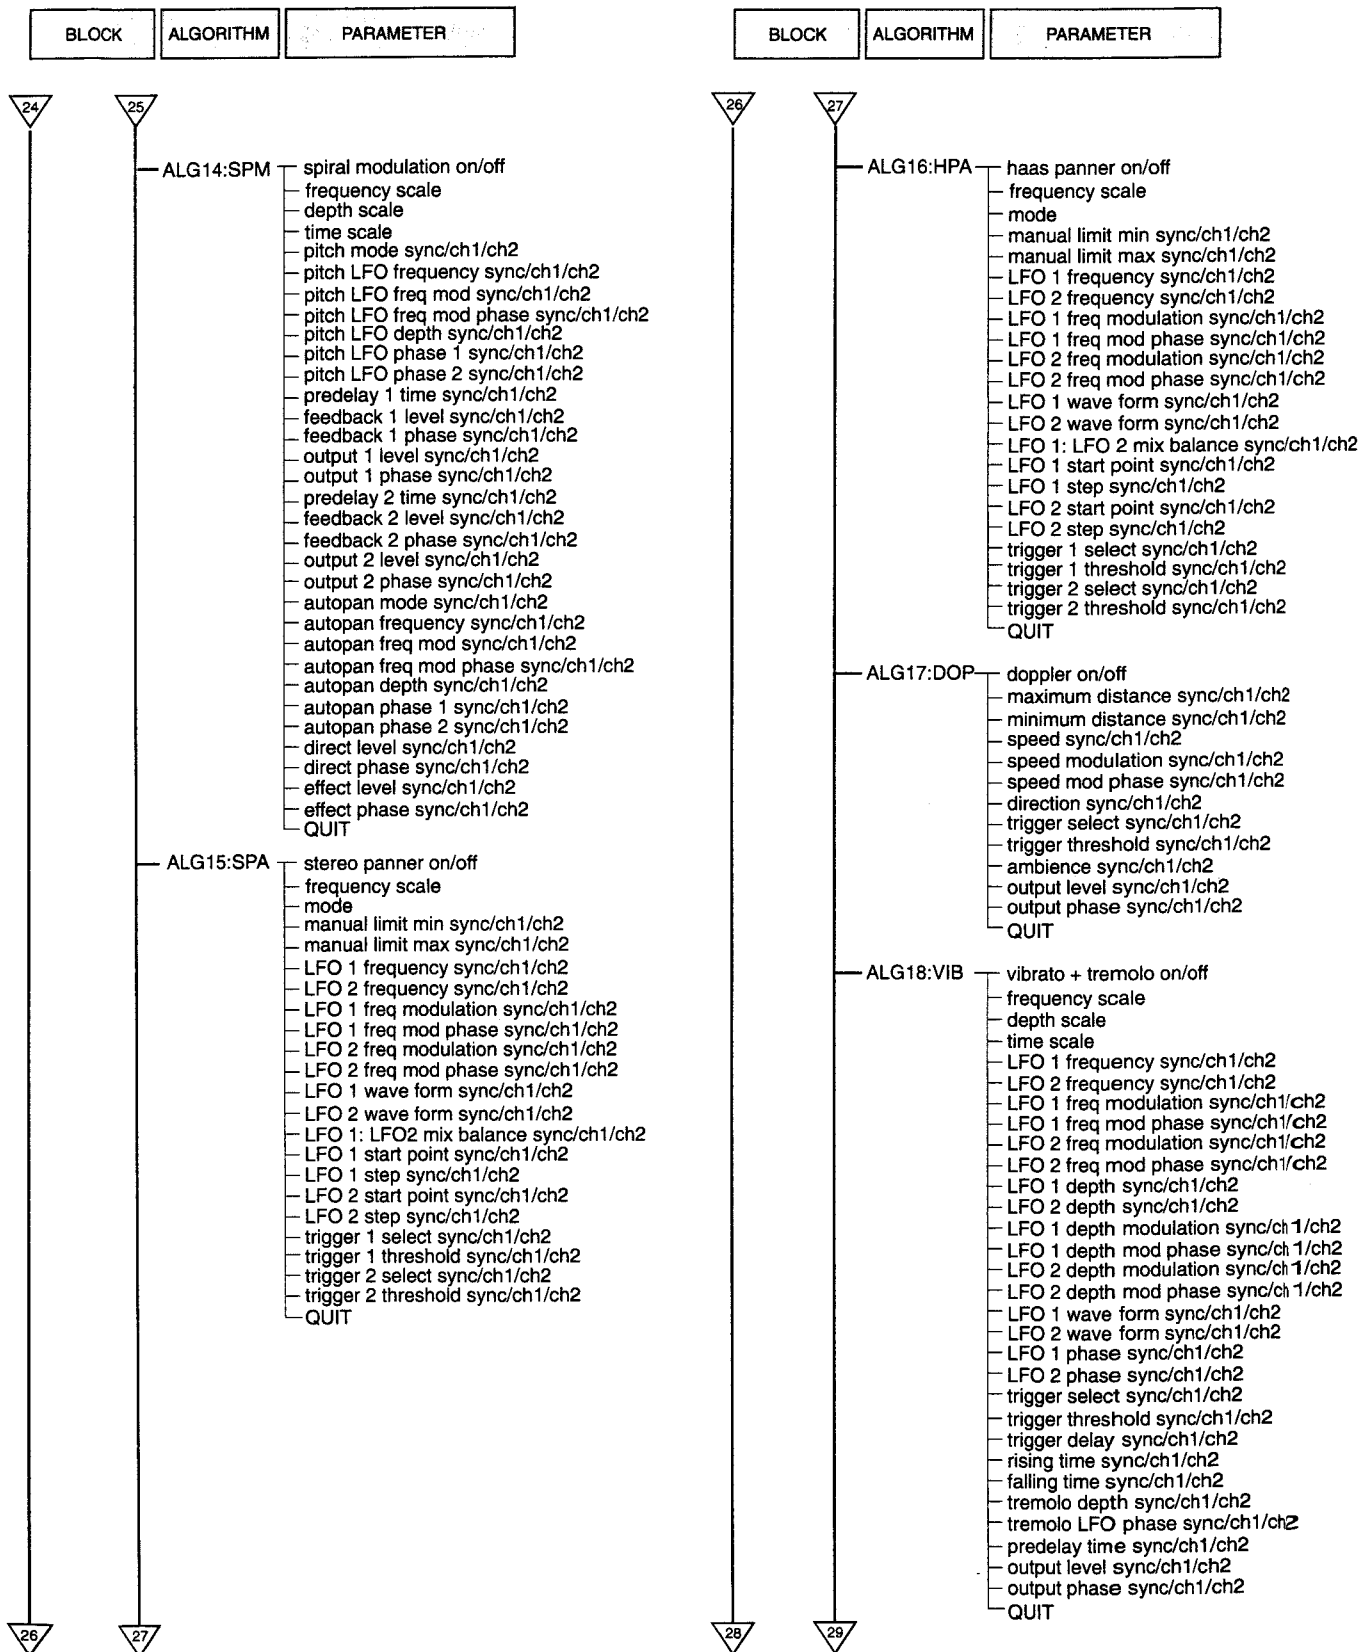 BLOCK ALGORITHM PARAMETER
24 25
ALG14:SPM spiral modulation on/off
frequency scale
depth scale
time scale
pitch mode sync/ch1/ch2
pitch LFO frequency sync/ch1/ch2
pitch LFO freq mod sync/ch1/ch2
pitch LFO freq mod phase sync/ch1/ch2
pitch LFO depth sync/ch1/ch2
pitch LFO phase 1 sync/ch1/ch2
pitch LFO phase 2 sync/ch1/ch2
predelay 1 time sync/ch1/ch2
feedback 1 level sync/ch1/ch2
feedback 1 phase sync/ch1/ch2
output 1 level sync/ch1/ch2
output 1 phase sync/ch1/ch2
predelay 2 time sync/ch1/ch2
feedback 2 level sync/ch1/ch2
feedback 2 phase sync/ch1/ch2
output 2 level sync/ch1/ch2
output 2 phase sync/ch1/ch2
autopan mode sync/ch1/ch2
autopan frequency sync/ch1/ch2
autopan freq mod sync/ch1/ch2
autopan freq mod phase sync/ch1/ch2
autopan depth sync/ch1/ch2
autopan phase 1 sync/ch1/ch2
autopan phase 2 sync/ch1/ch2
direct level sync/ch1/ch2
direct phase sync/ch1/ch2
effect level sync/ch1/ch2
effect phase sync/ch1/ch2
QUIT
ALG15:SPA stereo panner on/off
frequency scale
mode
manual limit min sync/ch1/ch2
manual limit max sync/ch1/ch2
LFO 1 frequency sync/ch1/ch2
LFO 2 frequency sync/ch1/ch2
LFO 1 freq modulation sync/ch1/ch2
LFO 1 freq mod phase sync/ch1/ch2
LFO 2 freq modulation sync/ch1/ch2
LFO 2 freq mod phase sync/ch1/ch2
LFO 1 wave form sync/ch1/ch2
LFO 2 wave form sync/ch1/ch2
LFO 1: LFO2 mix balance sync/ch1/ch2
LFO 1 start point sync/ch1/ch2
LFO 1 step sync/ch1/ch2
LFO 2 start point sync/ch1/ch2
LFO 2 step sync/ch1/ch2
trigger 1 select sync/ch1/ch2
trigger 1 threshold sync/ch1/ch2
trigger 2 select sync/ch1/ch2
trigger 2 threshold sync/ch1/ch2
QUIT
26 27
BLOCK ALGORITHM PARAMETER
26 27
ALG16:HPA haas panner on/off
frequency scale
mode
manual limit min sync/ch1/ch2
manual limit max sync/ch1/ch2
LFO 1 frequency sync/ch1/ch2
LFO 2 frequency sync/ch1/ch2
LFO 1 freq modulation sync/ch1/ch2
LFO 1 freq mod phase sync/ch1/ch2
LFO 2 freq modulation sync/ch1/ch2
LFO 2 freq mod phase sync/ch1/ch2
LFO 1 wave form sync/ch1/ch2
LFO 2 wave form sync/ch1/ch2
LFO 1: LFO 2 mix balance sync/ch1/ch2
LFO 1 start point sync/ch1/ch2
LFO 1 step sync/ch1/ch2
LFO 2 start point sync/ch1/ch2
LFO 2 step sync/ch1/ch2
trigger 1 select sync/ch1/ch2
trigger 1 threshold sync/ch1/ch2
trigger 2 select sync/ch1/ch2
trigger 2 threshold sync/ch1/ch2
QUIT
ALG17:DOP doppler on/off
maximum distance sync/ch1/ch2
minimum distance sync/ch1/ch2
speed sync/ch1/ch2
speed modulation sync/ch1/ch2
speed mod phase sync/ch1/ch2
direction sync/ch1/ch2
trigger select sync/ch1/ch2
trigger threshold sync/ch1/ch2
ambience sync/ch1/ch2
output level sync/ch1/ch2
output phase sync/ch1/ch2
QUIT
ALG18:VIB vibrato + tremolo on/off
frequency scale
depth scale
time scale
LFO 1 frequency sync/ch1/ch2
LFO 2 frequency sync/ch1/ch2
LFO 1 freq modulation sync/ch1/ch2
LFO 1 freq mod phase sync/ch1/ch2
LFO 2 freq modulation sync/ch1/ch2
LFO 2 freq mod phase sync/ch1/ch2
LFO 1 depth sync/ch1/ch2
LFO 2 depth sync/ch1/ch2
LFO 1 depth modulation sync/ch1/ch2
LFO 1 depth mod phase sync/ch1/ch2
LFO 2 depth modulation sync/ch1/ch2
LFO 2 depth mod phase sync/ch1/ch2
LFO 1 wave form sync/ch1/ch2
LFO 2 wave form sync/ch1/ch2
LFO 1 phase sync/ch1/ch2
LFO 2 phase sync/ch1/ch2
trigger select sync/ch1/ch2
trigger threshold sync/ch1/ch2
trigger delay sync/ch1/ch2
rising time sync/ch1/ch2
falling time sync/ch1/ch2
tremolo depth sync/ch1/ch2
tremolo LFO phase sync/ch1/ch2
predelay time sync/ch1/ch2
output level sync/ch1/ch2
output phase sync/ch1/ch2
QUIT
28 29